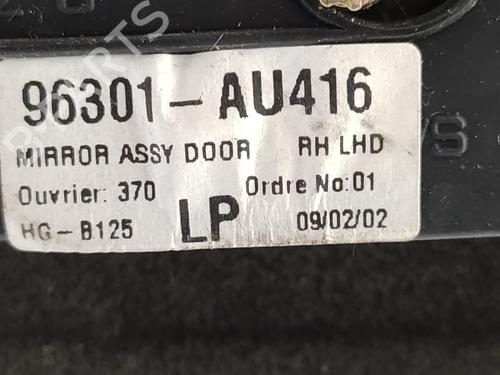 96301-AU416
MIRROR ASSY DOOR RH LHD
Ouvrier: 370 Ordre No:01
HG-B125 LP 09/02/02